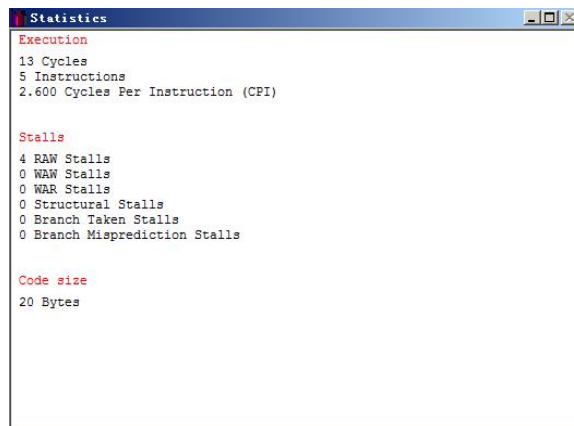 Statistics
Execution
13 Cycles
5 Instructions
2.600 Cycles Per Instruction (CPI)
Stalls
4 RAW Stalls
0 WAW Stalls
0 WAR Stalls
0 Structural Stalls
0 Branch Taken Stalls
0 Branch Misprediction Stalls
Code size
20 Bytes